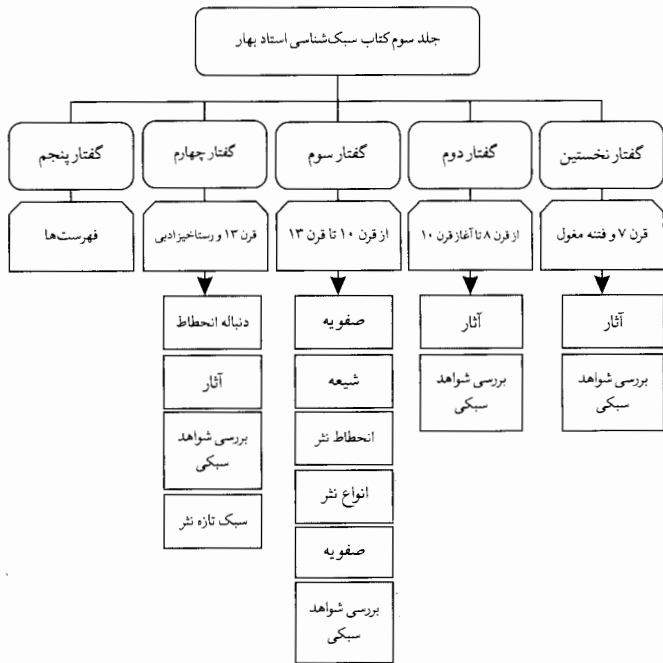 جلد سوم کتاب سبک‌شناسی استاد بهار
گفتار نخستین
گفتار دوم
گفتار سوم
گفتار چهارم
گفتار پنجم
قرن ۷ و فتنه مغول
از قرن ۸ تا آغاز قرن ۱۰
از قرن ۱۰ تا قرن ۱۳
قرن ۱۳ و رستاخیز ادبی
فهرست‌ها
آثار
بررسی شواهد
سبکی
آثار
بررسی شواهد
سبکی
صفویه
شیعه
انحطاط نثر
انواع نثر
صفویه
بررسی شواهد
سبکی
دنباله انحطاط
آثار
بررسی شواهد
سبکی
سبک تازه نثر